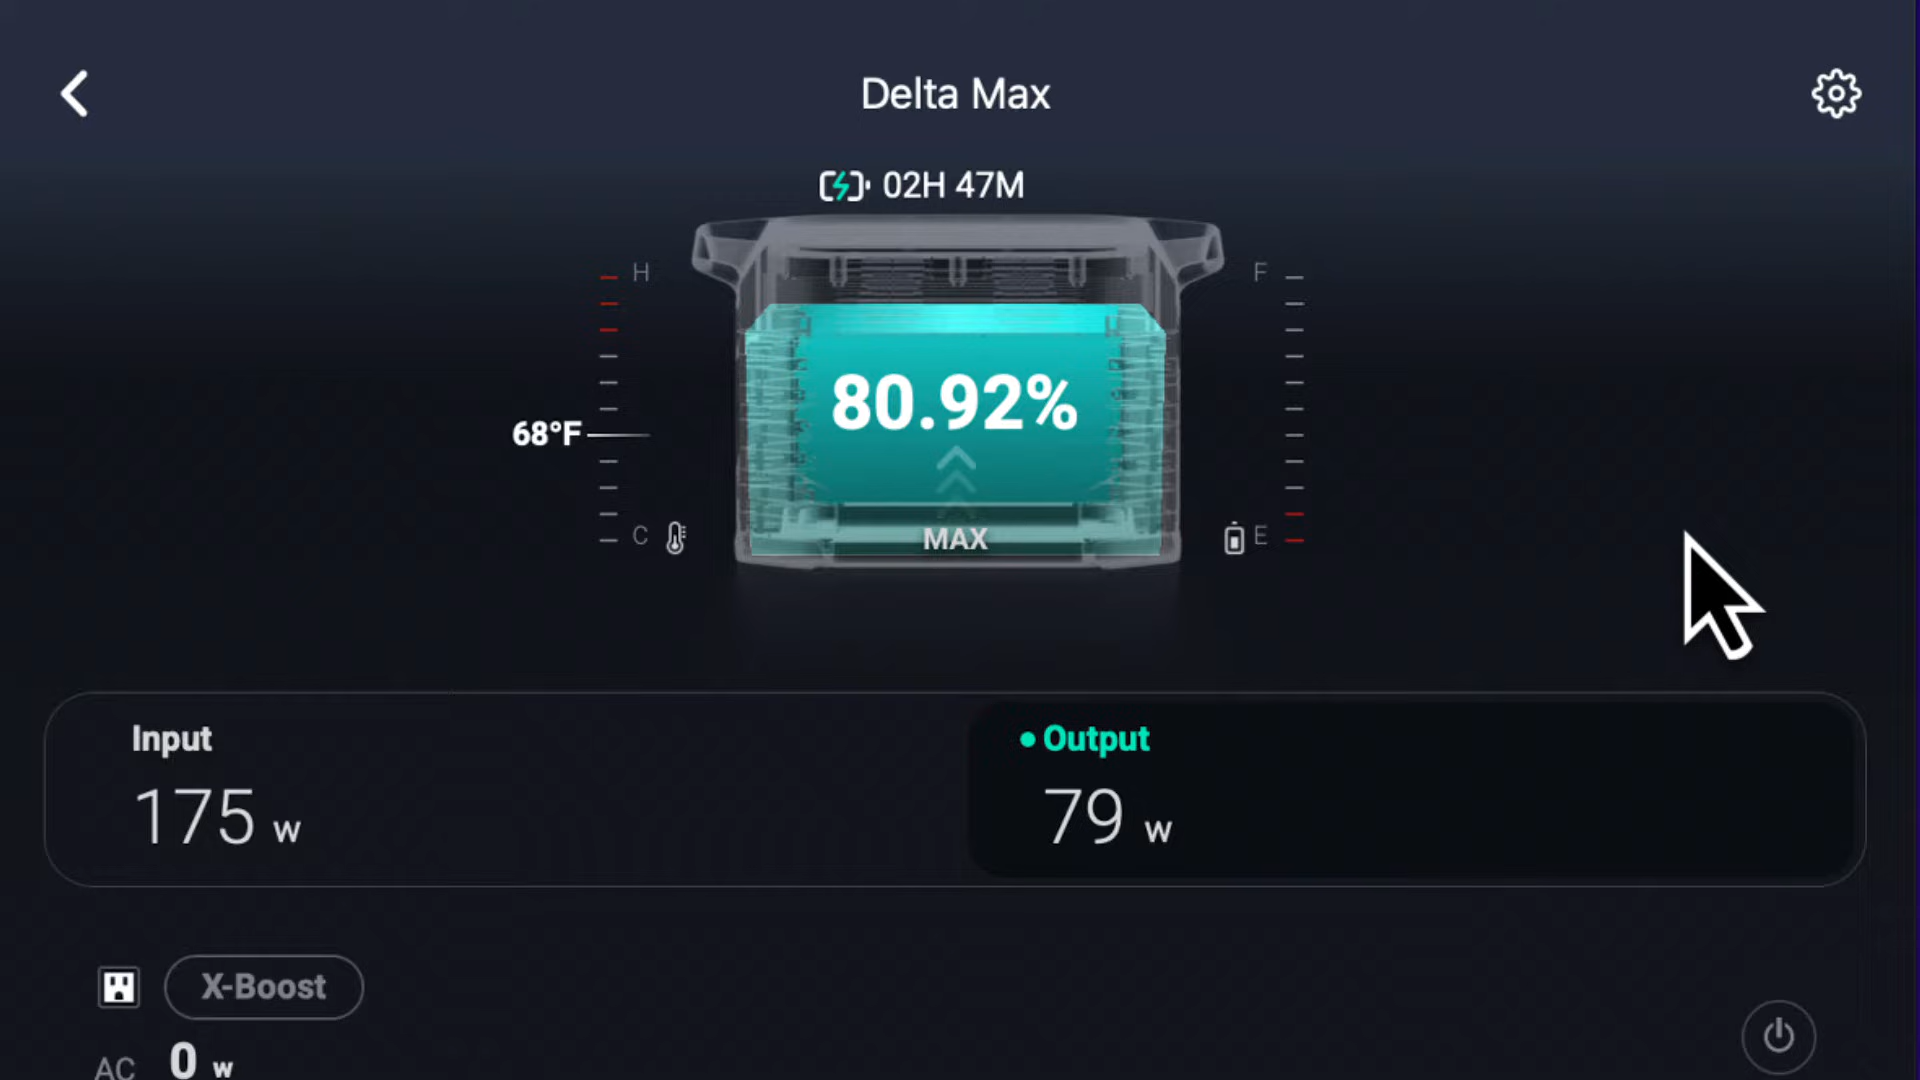 Delta Max
02H 47M
H
F
80.92%
68°F
C
E
MAX
Input
Output
175 w
79 w
X-Boost
AC 0 w